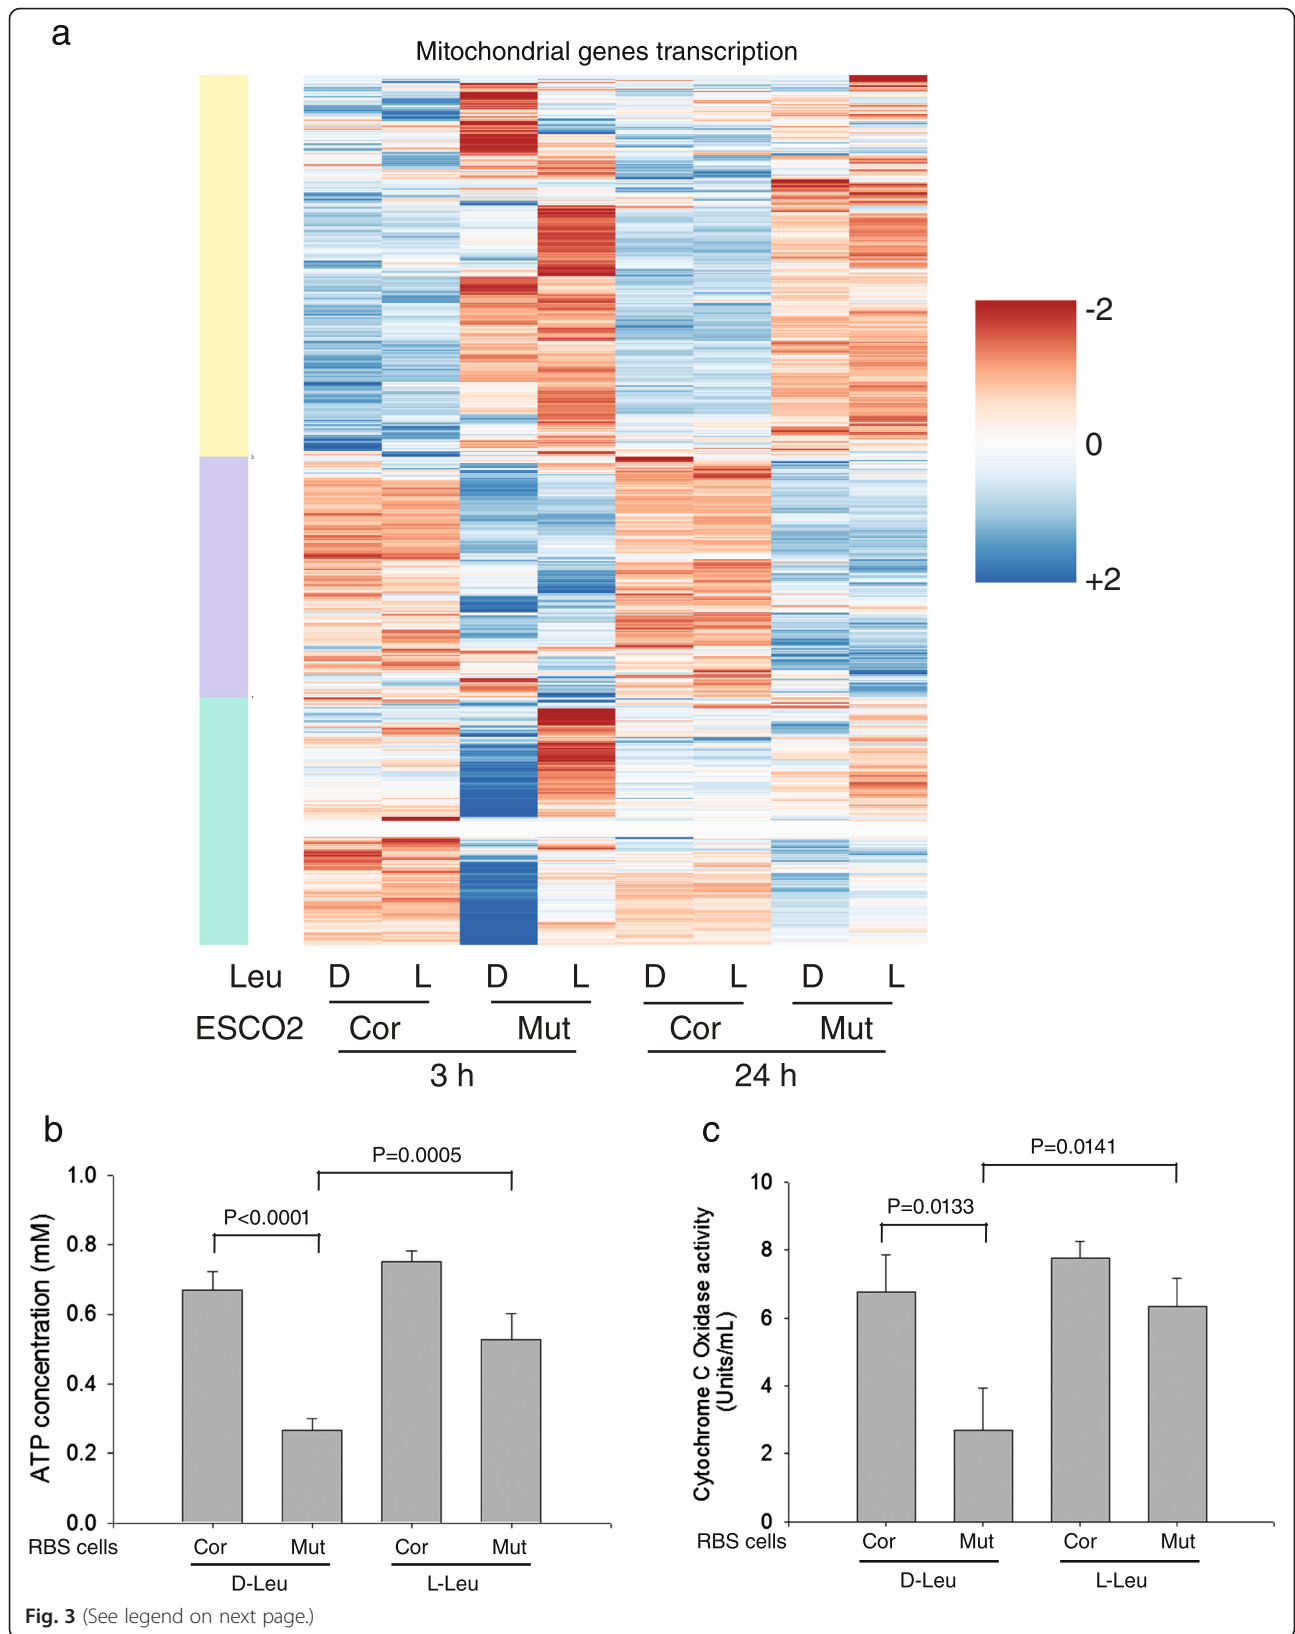 a
Mitochondrial genes transcription
-2
0
+2
3
1
Leu D L D L D L D L
ESCO2 Cor Mut Cor Mut
3 h 24 h
b
P=0.0005
P<0.0001
ATP concentration (mM)
1.0
0.8
0.6
0.4
0.2
0.0
RBS cells Cor Mut Cor Mut
D-Leu L-Leu
c
P=0.0141
P=0.0133
Cytochrome C Oxidase activity
(Units/mL)
10
8
6
4
2
0
RBS cells Cor Mut Cor Mut
D-Leu L-Leu
Fig. 3 (See legend on next page.)